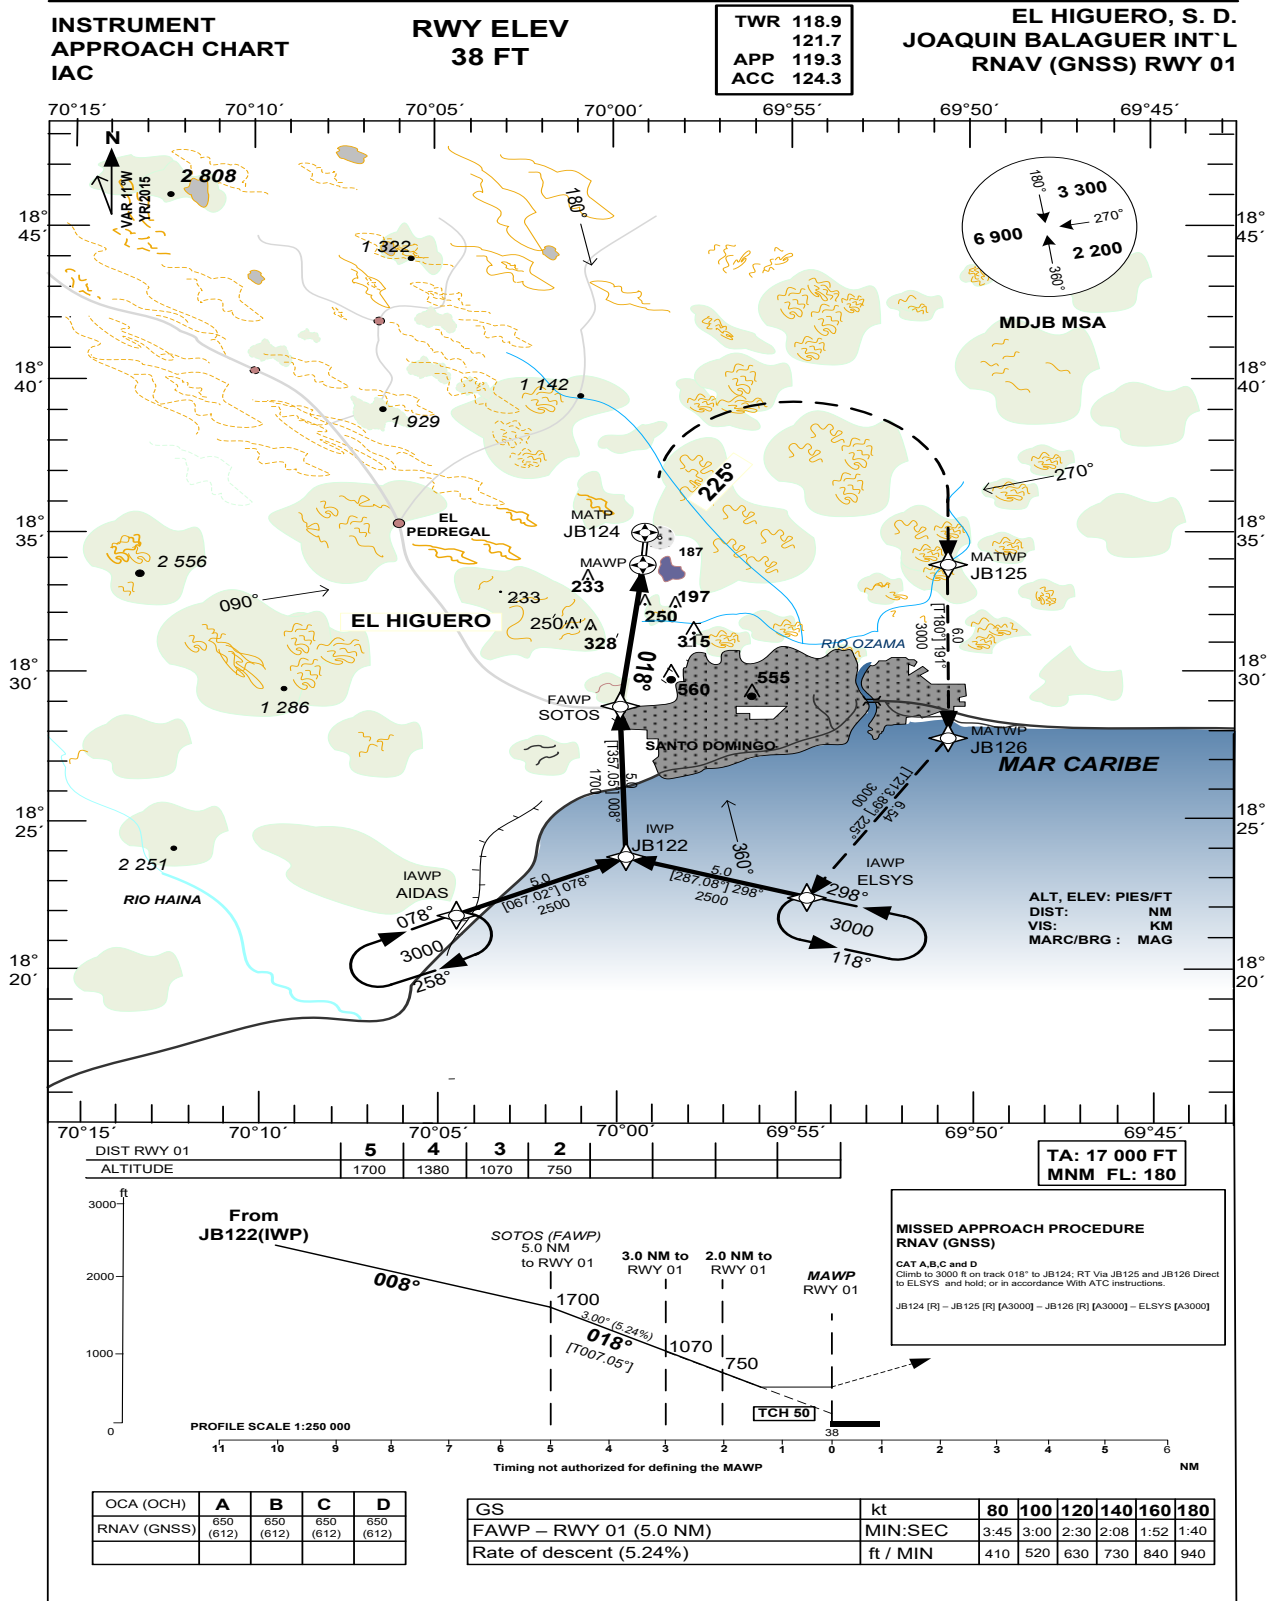 INSTRUMENT
APPROACH CHART
IAC
RWY ELEV
38 FT
TWR 118.9
121.7
APP 119.3
ACC 124.3
EL HIGUERO, S. D.
JOAQUIN BALAGUER INT`L
RNAV (GNSS) RWY 01
70°15´ 70°10´ 70°05´ 70°00´ 69°55´ 69°50´ 69°45´
N
VAR 11°W
YR/2015
2 808
180°
180°
3 300
270°
6 900
2 200
360°
MDJB MSA
18°
45´
18°
45´
1 322
18°
40´
18°
40´
1 142
1 929
225°
270°
18°
35´
18°
35´
EL
PEDREGAL
MATP
JB124
MAWP
187
MATWP
JB125
2 556
233
233
197
250
090°
EL HIGUERO
250
328
315
RIO OZAMA
6.0
[T180°] 191°
3000
18°
30´
18°
30´
018°
560
555
1 286
FAWP
SOTOS
SANTO DOMINGO
MATWP
JB126
MAR CARIBE
5.0
[T357.05°] 008°
1700
6.54
[T213.89°] 225°
3000
18°
25´
18°
25´
IWP
JB122
360°
2 251
RIO HAINA
IAWP
AIDAS
5.0
[067.02°] 078°
2500
5.0
[287.08°] 298°
2500
IAWP
ELSYS
078°
3000
258°
298°
3000
118°
ALT, ELEV: PIES/FT
DIST: NM
VIS: KM
MARC/BRG : MAG
18°
20´
18°
20´
70°15´ 70°10´ 70°05´ 70°00´ 69°55´ 69°50´ 69°45´
DIST RWY 01 5 4 3 2
ALTITUDE 1700 1380 1070 750
TA: 17 000 FT
MNM FL: 180
ft
3000
2000
1000
0
From
JB122(IWP)
008°
SOTOS (FAWP)
5.0 NM
to RWY 01
3.0 NM to
RWY 01
2.0 NM to
RWY 01
MAWP
RWY 01
1700
3.00° (5.24%)
018°
[T007.05°]
1070
750
TCH 50
38
MISSED APPROACH PROCEDURE
RNAV (GNSS)
CAT A,B,C and D
Climb to 3000 ft on track 018° to JB124; RT Via JB125 and JB126 Direct
to ELSYS and hold; or in accordance With ATC instructions.
JB124 [R] – JB125 [R] [A3000] – JB126 [R] [A3000] – ELSYS [A3000]
PROFILE SCALE 1:250 000
11 10 9 8 7 6 5 4 3 2 1 0 1 2 3 4 5 6
Timing not authorized for defining the MAWP
NM
OCA (OCH) A B C D
RNAV (GNSS) 650 (612) 650 (612) 650 (612) 650 (612)
GS kt 80 100 120 140 160 180
FAWP – RWY 01 (5.0 NM) MIN:SEC 3:45 3:00 2:30 2:08 1:52 1:40
Rate of descent (5.24%) ft / MIN 410 520 630 730 840 940